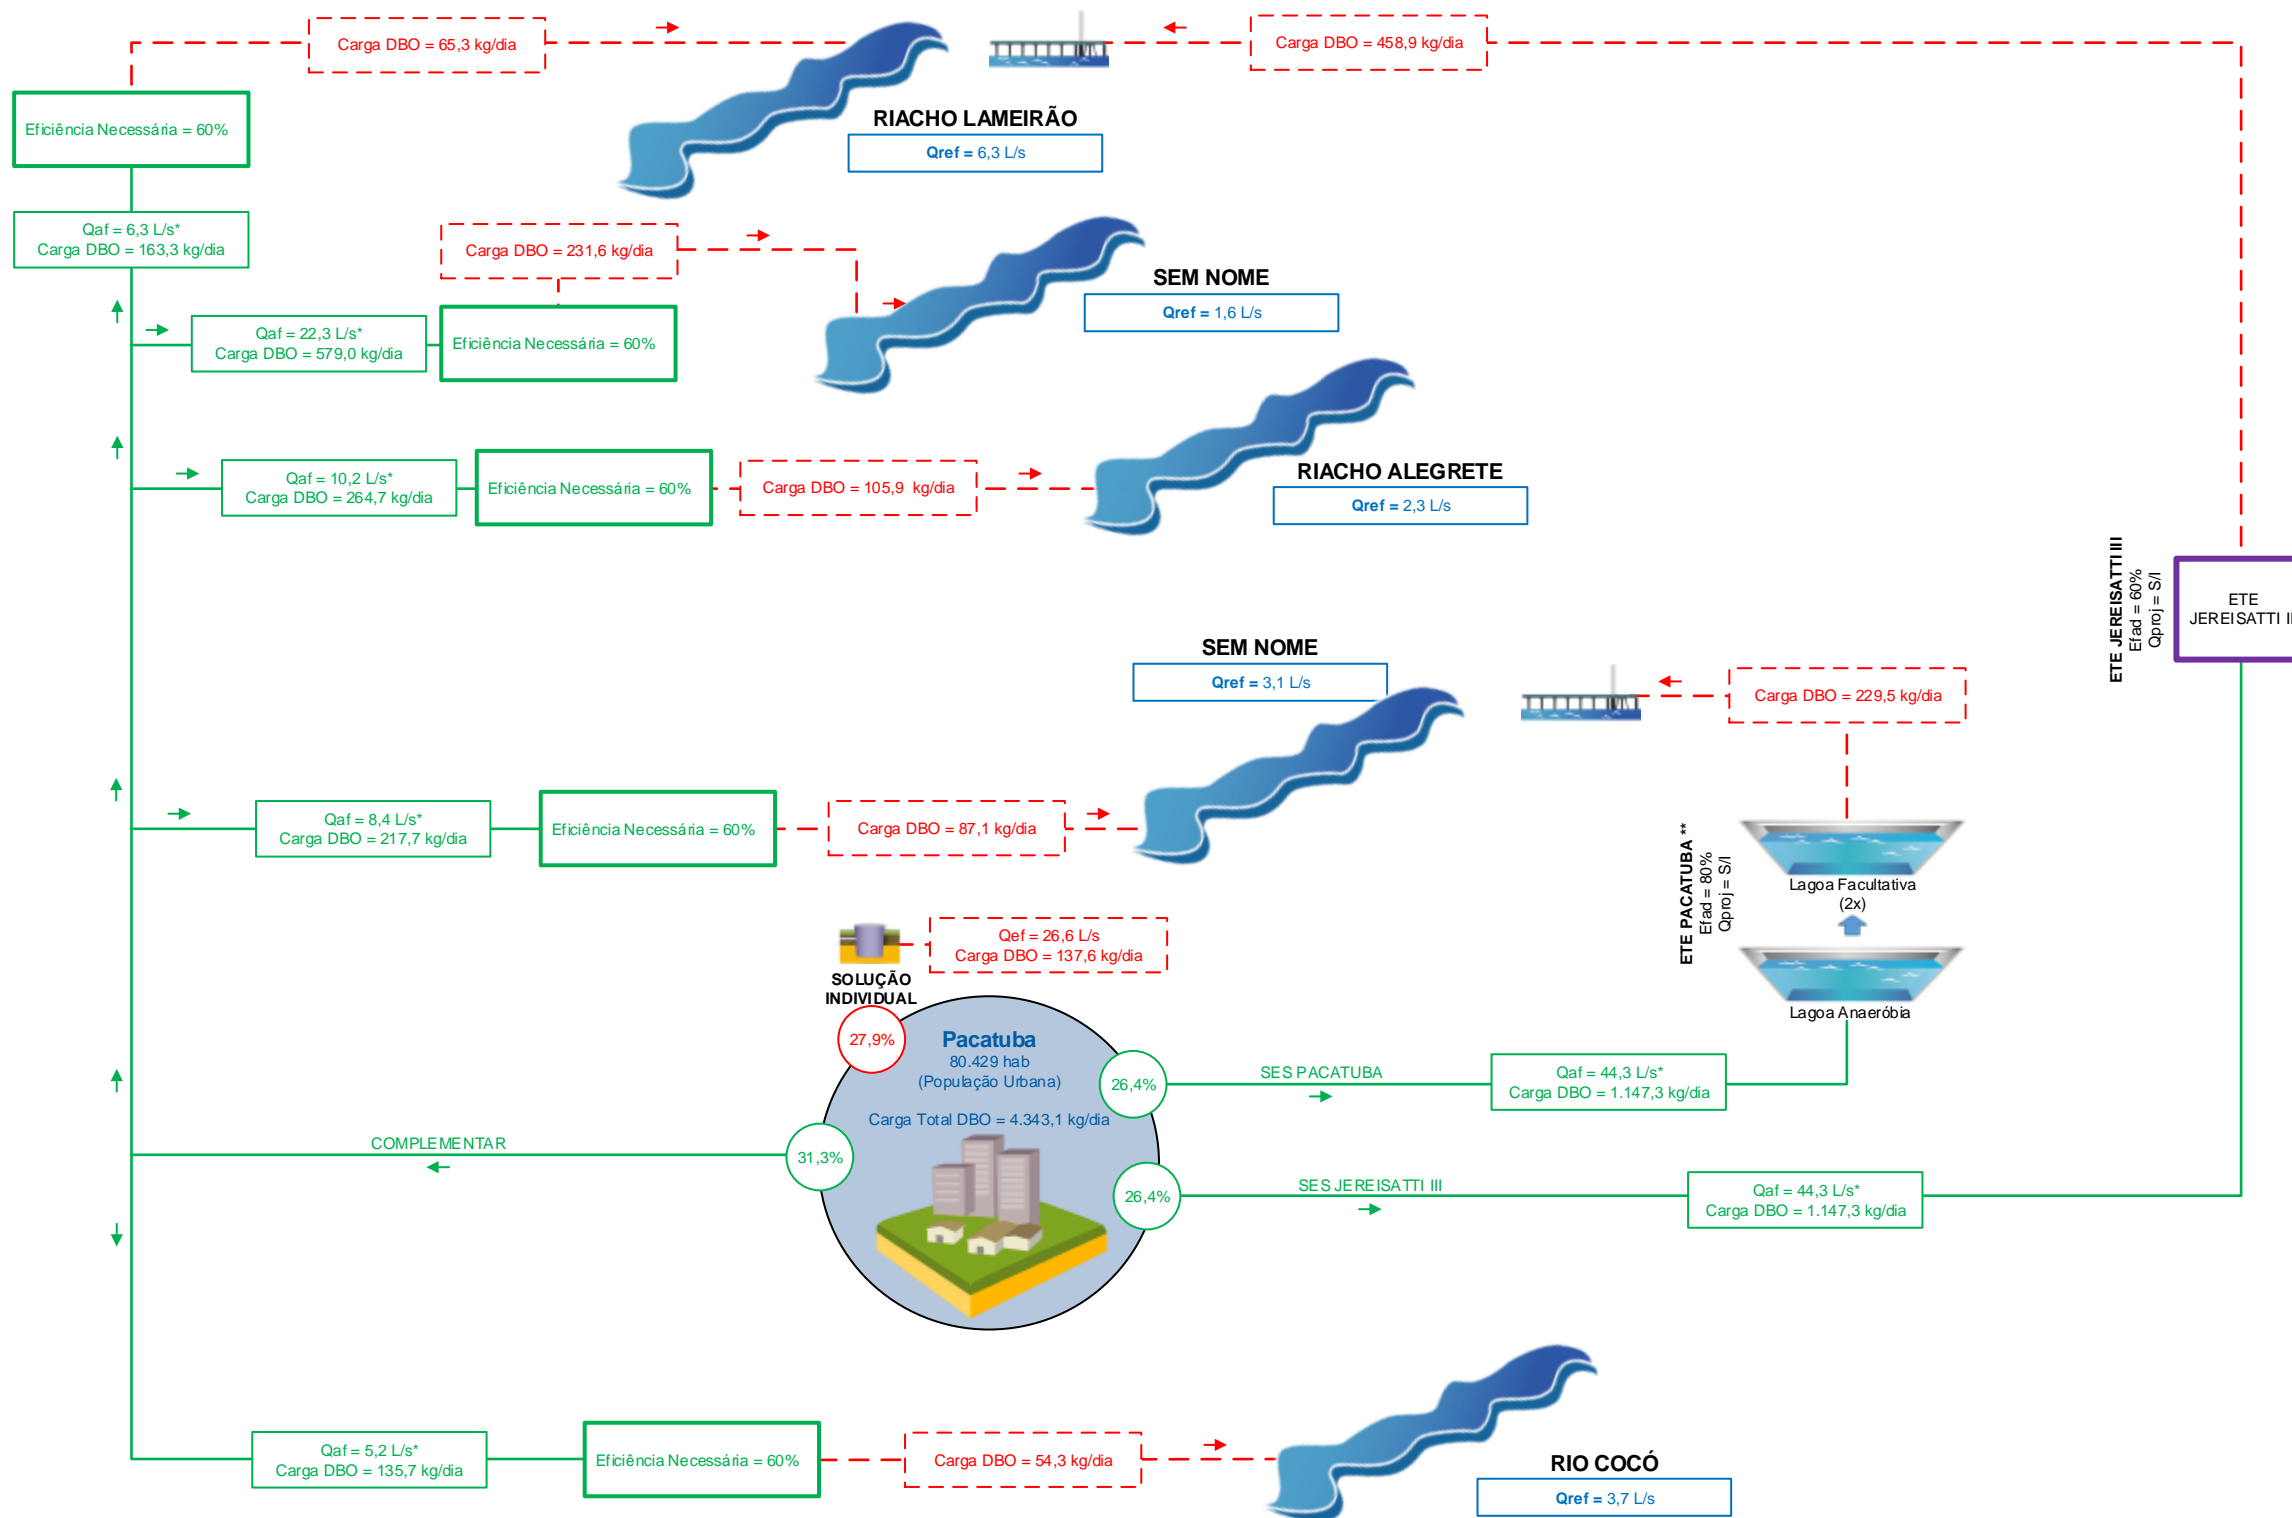 Carga DBO = 65,3 kg/dia
Carga DBO = 458,9 kg/dia
Eficiência Necessária = 60%
RIACHO LAMEIRÃO
Qref = 6,3 L/s
Qaf = 6,3 L/s*
Carga DBO = 163,3 kg/dia
Carga DBO = 231,6 kg/dia
SEM NOME
Qref = 1,6 L/s
Qaf = 22,3 L/s*
Carga DBO = 579,0 kg/dia
Eficiência Necessária = 60%
RIACHO ALEGRETE
Qref = 2,3 L/s
Qaf = 10,2 L/s*
Carga DBO = 264,7 kg/dia
Eficiência Necessária = 60%
Carga DBO = 105,9 kg/dia
ETE JEREISATTI III
Efad = 60%
Qproj = S/I
ETE
JEREISATTI II
SEM NOME
Qref = 3,1 L/s
Carga DBO = 229,5 kg/dia
Qaf = 8,4 L/s*
Carga DBO = 217,7 kg/dia
Eficiência Necessária = 60%
Carga DBO = 87,1 kg/dia
ETE PACATUBA **
Efad = 80%
Qproj = S/I
Lagoa Facultativa
(2x)
Lagoa Anaeróbia
Qef = 26,6 L/s
Carga DBO = 137,6 kg/dia
SOLUÇÃO
INDIVIDUAL
27,9%
Pacatuba
80.429 hab
(População Urbana)
Carga Total DBO = 4.343,1 kg/dia
26,4%
SES PACATUBA
Qaf = 44,3 L/s*
Carga DBO = 1.147,3 kg/dia
COMPLEMENTAR
31,3%
26,4%
SES JEREISATTI III
Qaf = 44,3 L/s*
Carga DBO = 1.147,3 kg/dia
Qaf = 5,2 L/s*
Carga DBO = 135,7 kg/dia
Eficiência Necessária = 60%
Carga DBO = 54,3 kg/dia
RIO COCÓ
Qref = 3,7 L/s